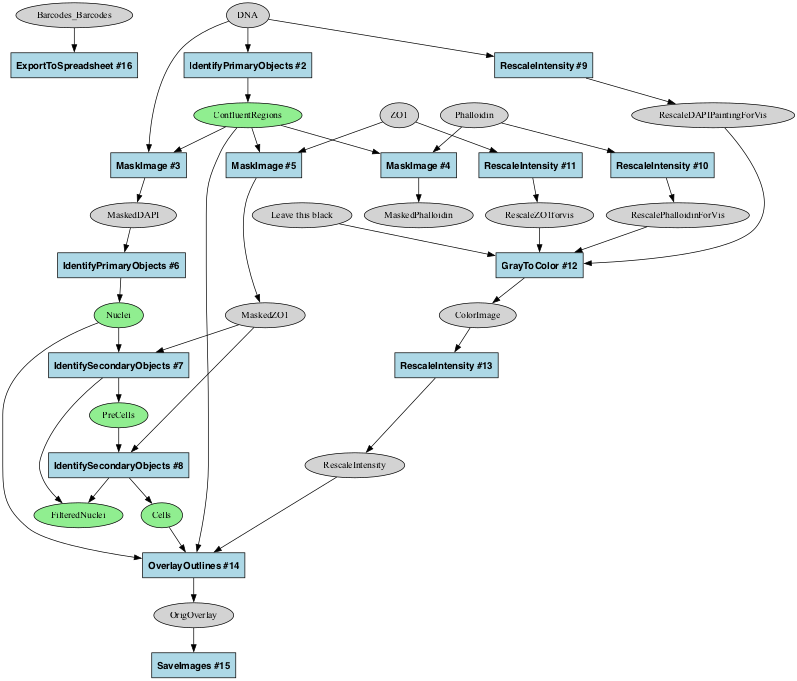 Barcodes_Barcodes
DNA
ExportToSpreadsheet #16
IdentifyPrimaryObjects #2
RescaleIntensity #9
ConfluentRegions
ZO1
Phalloidin
RescaleDAPIPaintingForVis
MaskImage #3
MaskImage #5
MaskImage #4
RescaleIntensity #11
RescaleIntensity #10
MaskedDAPI
Leave this black
MaskedPhalloidin
RescaleZO1forvis
RescalePhalloidinForVis
IdentifyPrimaryObjects #6
GrayToColor #12
Nuclei
MaskedZO1
ColorImage
IdentifySecondaryObjects #7
RescaleIntensity #13
PreCells
IdentifySecondaryObjects #8
RescaleIntensity
FilteredNuclei
Cells
OverlayOutlines #14
OrigOverlay
SaveImages #15